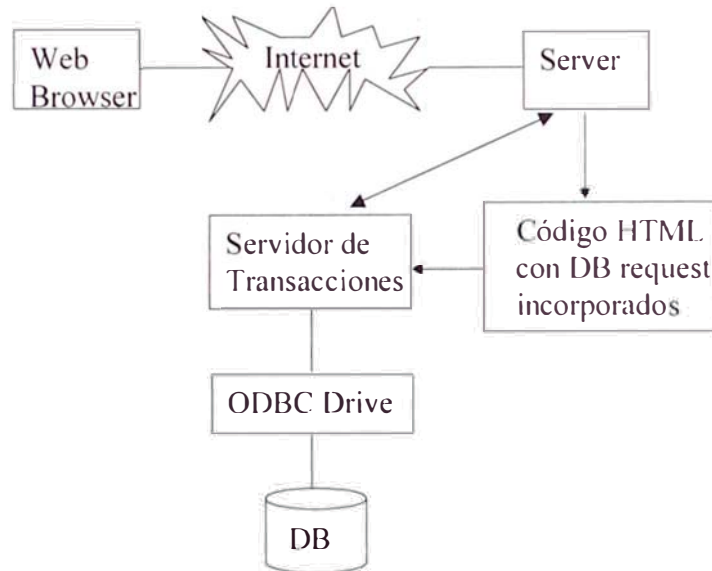 Web
Browser
Internet
Server
Servidor de
Transacciones
Código HTML
con DB request
incorporados
ODBC Drive
DB